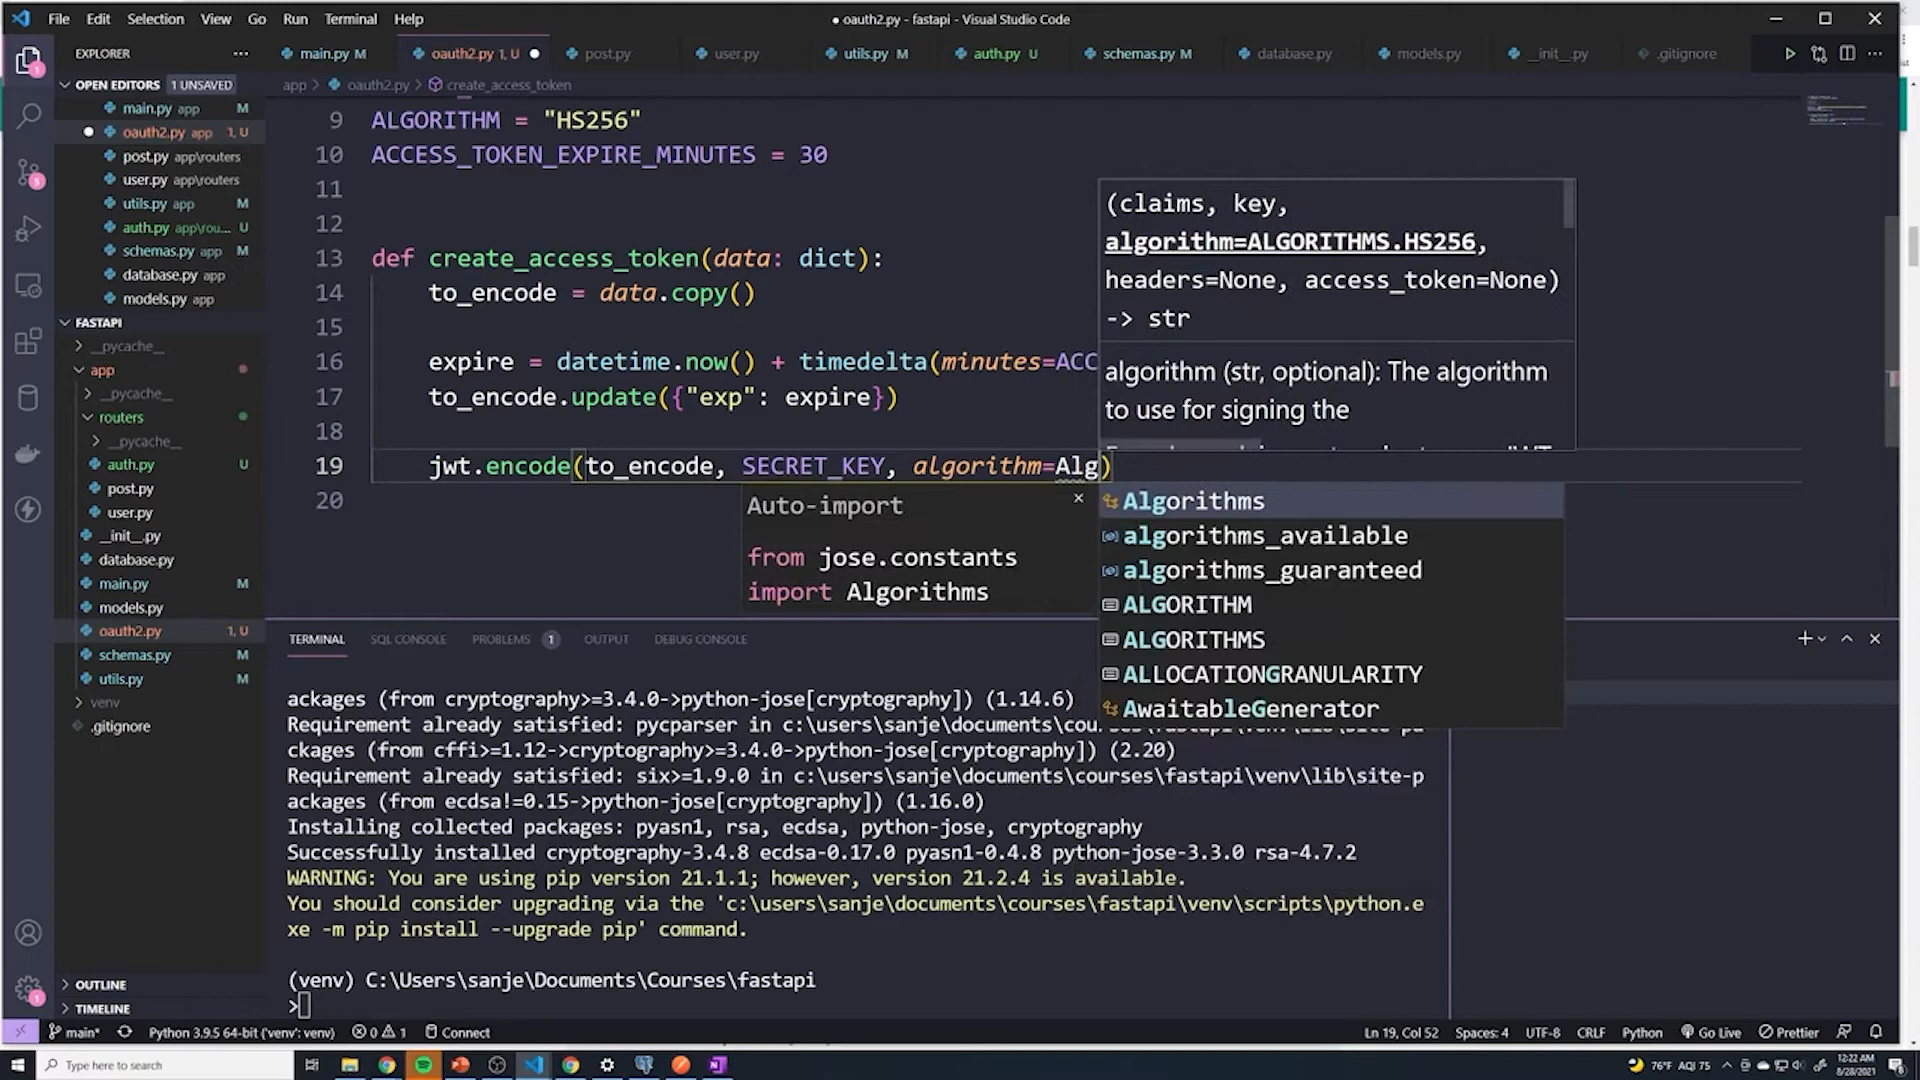 File Edit Selection View Go Run Terminal Help
● oauth2.py - fastapi - Visual Studio Code
EXPLORER
main.py M
oauth2.py 1, U
post.py
user.py
utils.py M
auth.py U
schemas.py M
database.py
models.py
__init__.py
.gitignore
OPEN EDITORS 1 UNSAVED
main.py app M
oauth2.py app 1, U
post.py app\routers
user.py app\routers
utils.py app M
auth.py app\rou... U
schemas.py app M
database.py app
models.py app
FASTAPI
__pycache__
app
__pycache__
routers
__pycache__
auth.py U
post.py
user.py
__init__.py
database.py
main.py M
models.py
oauth2.py 1, U
schemas.py M
utils.py M
venv
.gitignore
OUTLINE
TIMELINE
app > oauth2.py > create_access_token
9 ALGORITHM = "HS256"
10 ACCESS_TOKEN_EXPIRE_MINUTES = 30
11
12
13 def create_access_token(data: dict):
14 to_encode = data.copy()
15
16 expire = datetime.now() + timedelta(minutes=ACC
17 to_encode.update({"exp": expire})
18
19 jwt.encode(to_encode, SECRET_KEY, algorithm=Alg)
20
(claims, key,
algorithm=ALGORITHMS.HS256,
headers=None, access_token=None)
-> str
algorithm (str, optional): The algorithm
to use for signing the
Auto-import
from jose.constants
import Algorithms
Algorithms
algorithms_available
algorithms_guaranteed
ALGORITHM
ALGORITHMS
ALLOCATIONGRANULARITY
AwaitableGenerator
TERMINAL SQL CONSOLE PROBLEMS 1 OUTPUT DEBUG CONSOLE
ackages (from cryptography>=3.4.0->python-jose[cryptography]) (1.14.6)
Requirement already satisfied: pycparser in c:\users\sanje\documents\cou
ckages (from cffi>=1.12->cryptography>=3.4.0->python-jose[cryptography]) (2.20)
Requirement already satisfied: six>=1.9.0 in c:\users\sanje\documents\courses\fastapi\venv\lib\site-p
ackages (from ecdsa!=0.15->python-jose[cryptography]) (1.16.0)
Installing collected packages: pyasn1, rsa, ecdsa, python-jose, cryptography
Successfully installed cryptography-3.4.8 ecdsa-0.17.0 pyasn1-0.4.8 python-jose-3.3.0 rsa-4.7.2
WARNING: You are using pip version 21.1.1; however, version 21.2.4 is available.
You should consider upgrading via the 'c:\users\sanje\documents\courses\fastapi\venv\scripts\python.e
xe -m pip install --upgrade pip' command.
(venv) C:\Users\sanje\Documents\Courses\fastapi
>
main* Python 3.9.5 64-bit ('venv': venv) 0 1 Connect
Ln 19, Col 52 Spaces: 4 UTF-8 CRLF Python Go Live Prettier
Type here to search
76°F AQI 75
12:22 AM
8/28/2021